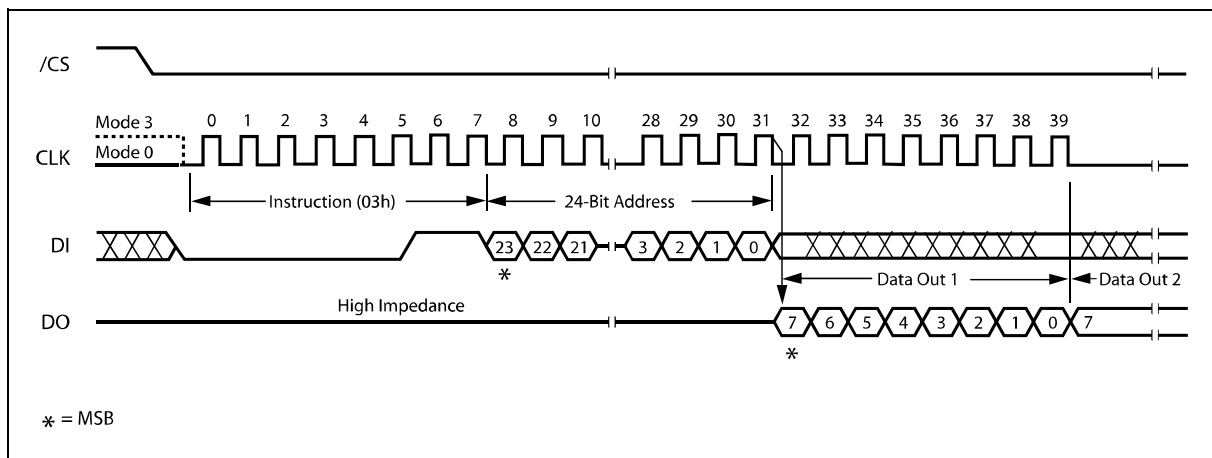 /CS
Mode 3
0 1 2 3 4 5 6 7 8 9 10 28 29 30 31 32 33 34 35 36 37 38 39
CLK
Mode 0
Instruction (03h) 24-Bit Address
DI
23 22 21 3 2 1 0
*
Data Out 1 Data Out 2
High Impedance
DO
7 6 5 4 3 2 1 0 7
*
* = MSB